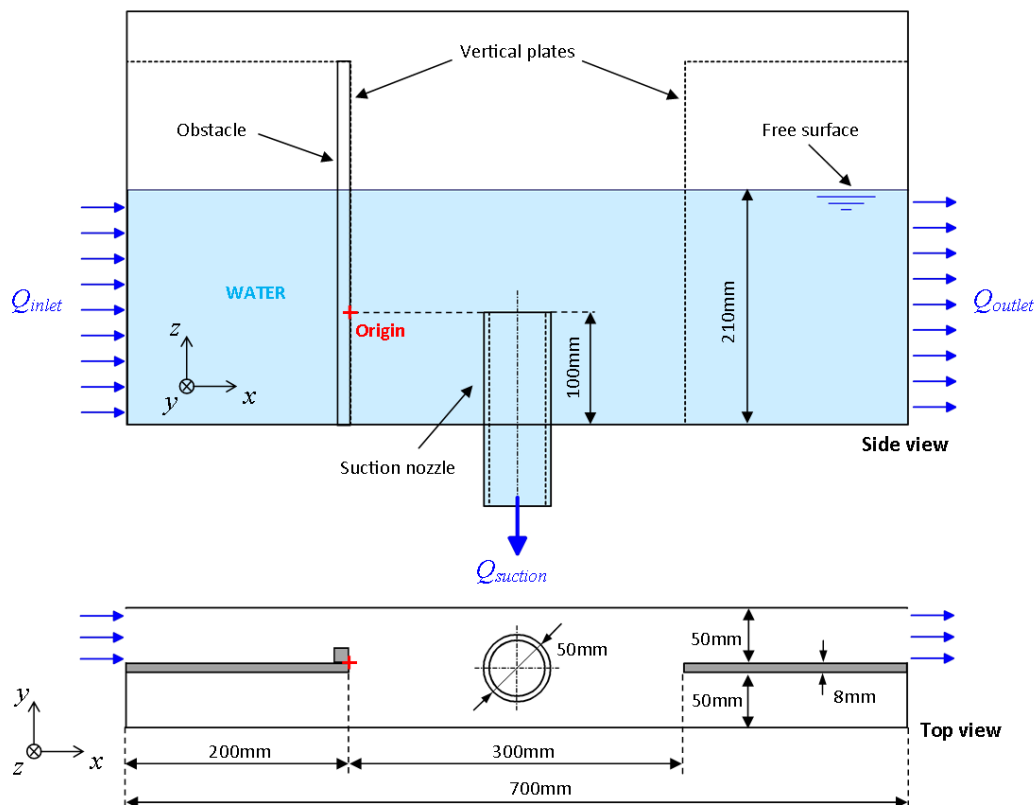 Vertical plates
Obstacle
Free surface
Q_inlet
WATER
Origin
100mm
210mm
Q_outlet
z
y
x
Suction nozzle
Side view
Q_suction
50mm
50mm
50mm
8mm
y
z
x
Top view
200mm
300mm
700mm